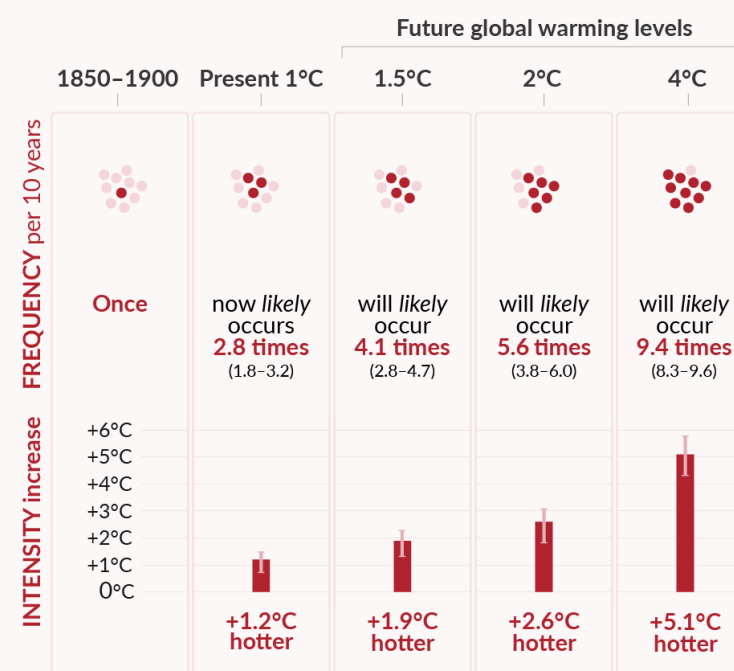 Future global warming levels
1850–1900 Present 1°C 1.5°C 2°C 4°C
FREQUENCY per 10 years
Once
now likely
occurs
2.8 times
(1.8–3.2)
will likely
occur
4.1 times
(2.8–4.7)
will likely
occur
5.6 times
(3.8–6.0)
will likely
occur
9.4 times
(8.3–9.6)
INTENSITY increase
+6°C
+5°C
+4°C
+3°C
+2°C
+1°C
0°C
+1.2°C
hotter
+1.9°C
hotter
+2.6°C
hotter
+5.1°C
hotter